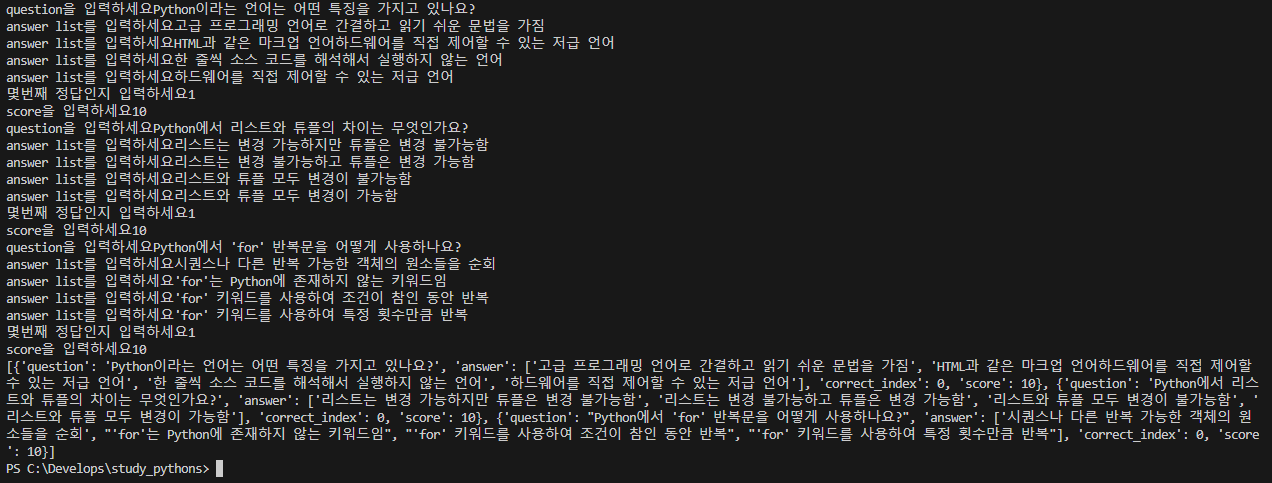 question을 입력하세요Python이라는 언어는 어떤 특징을 가지고 있나요?
answer list를 입력하세요고급 프로그래밍 언어로 간결하고 읽기 쉬운 문법을 가짐
answer list를 입력하세요HTML과 같은 마크업 언어하드웨어를 직접 제어할 수 있는 저급 언어
answer list를 입력하세요한 줄씩 소스 코드를 해석해서 실행하지 않는 언어
answer list를 입력하세요하드웨어를 직접 제어할 수 있는 저급 언어
몇번째 정답인지 입력하세요1
score을 입력하세요10
question을 입력하세요Python에서 리스트와 튜플의 차이는 무엇인가요?
answer list를 입력하세요리스트는 변경 가능하지만 튜플은 변경 불가능함
answer list를 입력하세요리스트는 변경 불가능하고 튜플은 변경 가능함
answer list를 입력하세요리스트와 튜플 모두 변경이 불가능함
answer list를 입력하세요리스트와 튜플 모두 변경이 가능함
몇번째 정답인지 입력하세요1
score을 입력하세요10
question을 입력하세요Python에서 'for' 반복문을 어떻게 사용하나요?
answer list를 입력하세요시퀀스나 다른 반복 가능한 객체의 원소들을 순회
answer list를 입력하세요'for'는 Python에 존재하지 않는 키워드임
answer list를 입력하세요'for' 키워드를 사용하여 조건이 참인 동안 반복
answer list를 입력하세요'for' 키워드를 사용하여 특정 횟수만큼 반복
몇번째 정답인지 입력하세요1
score을 입력하세요10
[{'question': 'Python이라는 언어는 어떤 특징을 가지고 있나요?', 'answer': ['고급 프로그래밍 언어로 간결하고 읽기 쉬운 문법을 가짐', 'HTML과 같은 마크업 언어하드웨어를 직접 제어할
수 있는 저급 언어', '한 줄씩 소스 코드를 해석해서 실행하지 않는 언어', '하드웨어를 직접 제어할 수 있는 저급 언어'], 'correct_index': 0, 'score': 10}, {'question': 'Python에서 리스
트와 튜플의 차이는 무엇인가요?', 'answer': ['리스트는 변경 가능하지만 튜플은 변경 불가능함', '리스트는 변경 불가능하고 튜플은 변경 가능함', '리스트와 튜플 모두 변경이 불가능함', '
리스트와 튜플 모두 변경이 가능함'], 'correct_index': 0, 'score': 10}, {'question': "Python에서 'for' 반복문을 어떻게 사용하나요?", 'answer': ['시퀀스나 다른 반복 가능한 객체의 원
소들을 순회', "'for'는 Python에 존재하지 않는 키워드임", "'for' 키워드를 사용하여 조건이 참인 동안 반복", "'for' 키워드를 사용하여 특정 횟수만큼 반복"], 'correct_index': 0, 'score
': 10}]
PS C:\Develops\study_pythons>